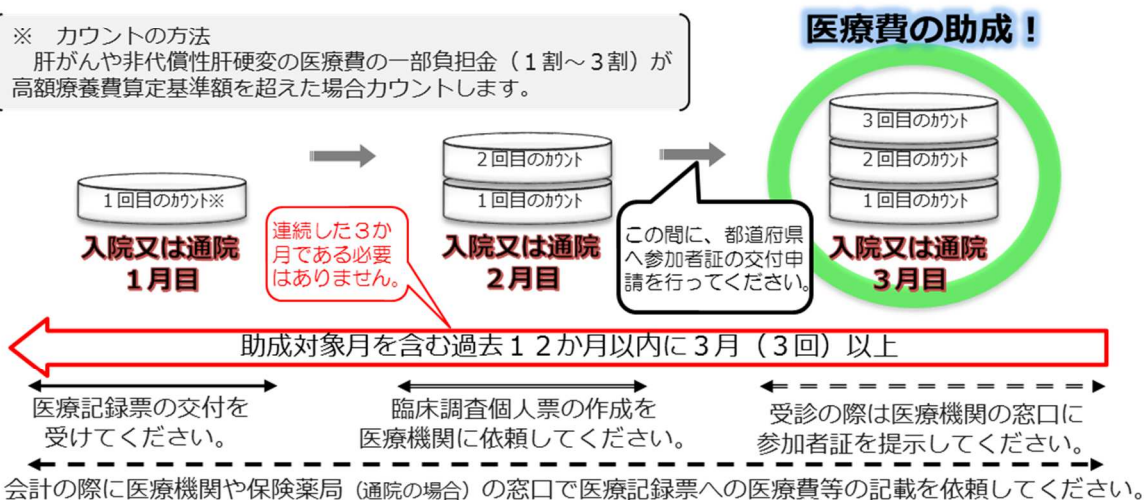 ※　カウントの方法
肝がんや非代償性肝硬変の医療費の一部負担金（１割～３割）が
高額療養費算定基準額を超えた場合カウントします。
医療費の助成！
１回目のカウント※
２回目のカウント
１回目のカウント
３回目のカウント
２回目のカウント
１回目のカウント
入院又は通院
１月目
連続した３か
月である必要
はありません。
入院又は通院
２月目
この間に、都道府県
へ参加者証の交付申
請を行ってください。
入院又は通院
３月目
助成対象月を含む過去１２か月以内に３月（３回）以上
医療記録票の交付を
受けてください。
臨床調査個人票の作成を
医療機関に依頼してください。
受診の際は医療機関の窓口に
参加者証を提示してください。
会計の際に医療機関や保険薬局（通院の場合）の窓口で医療記録票への医療費等の記載を依頼してください。